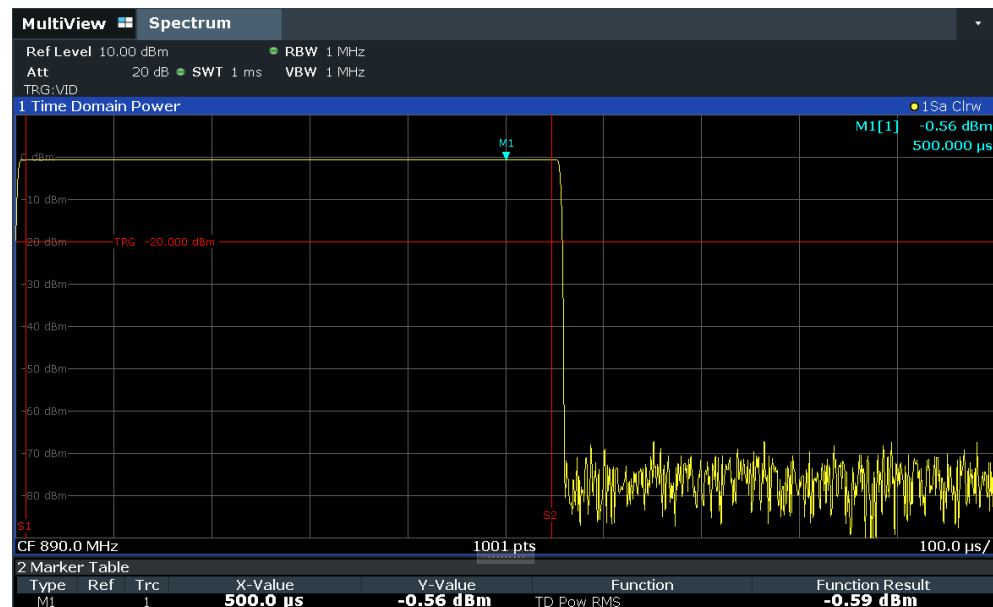 MultiView Spectrum
Ref Level 10.00 dBm RBW 1 MHz
Att 20 dB SWT 1 ms VBW 1 MHz
TRG:VID
1 Time Domain Power 1Sa Clrw
M1[1] -0.56 dBm
500.000 µs
M1
0 dBm
-10 dBm
-20 dBm TRG -20.000 dBm
-30 dBm
-40 dBm
-50 dBm
-60 dBm
-70 dBm
-80 dBm
S1 S2
CF 890.0 MHz 1001 pts 100.0 µs/
2 Marker Table
Type Ref Trc X-Value Y-Value Function Function Result
M1 1 500.0 µs -0.56 dBm TD Pow RMS -0.59 dBm